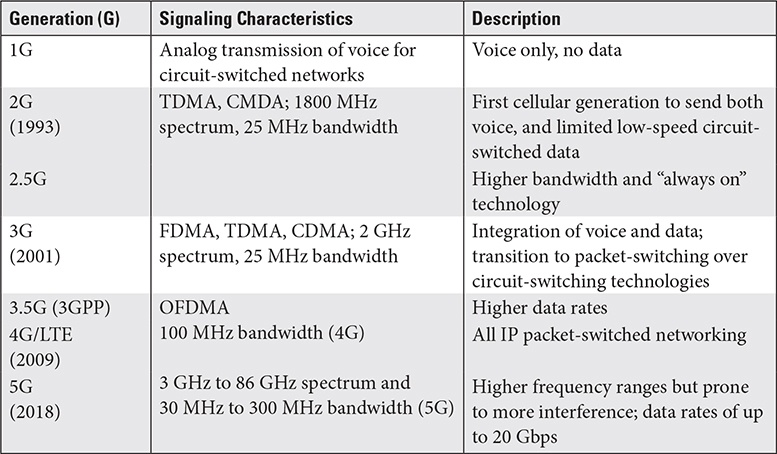 Generation (G) Signaling Characteristics Description
1G Analog transmission of voice for Voice only, no data
circuit-switched networks
2G TDMA, CMDA; 1800 MHz First cellular generation to send both
(1993) spectrum, 25 MHz bandwidth voice, and limited low-speed circuit-
switched data
2.5G Higher bandwidth and “always on”
technology
3G FDMA, TDMA, CDMA; 2 GHz Integration of voice and data;
(2001) spectrum, 25 MHz bandwidth transition to packet-switching over
circuit-switching technologies
3.5G (3GPP) OFDMA Higher data rates
4G/LTE 100 MHz bandwidth (4G) All IP packet-switched networking
(2009)
5G 3 GHz to 86 GHz spectrum and Higher frequency ranges but prone
(2018) 30 MHz to 300 MHz bandwidth (5G) to more interference; data rates of up
to 20 Gbps